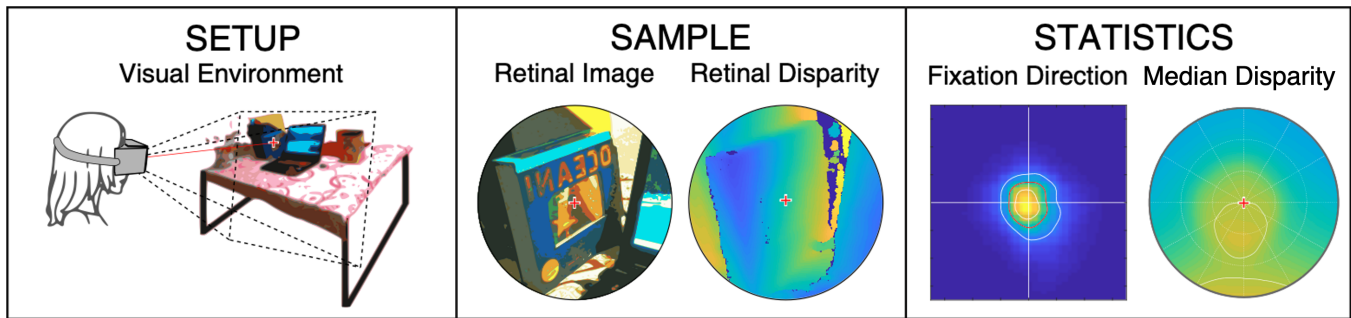 SETUP
Visual Environment
SAMPLE
Retinal Image
Retinal Disparity
OCEANI
STATISTICS
Fixation Direction
Median Disparity